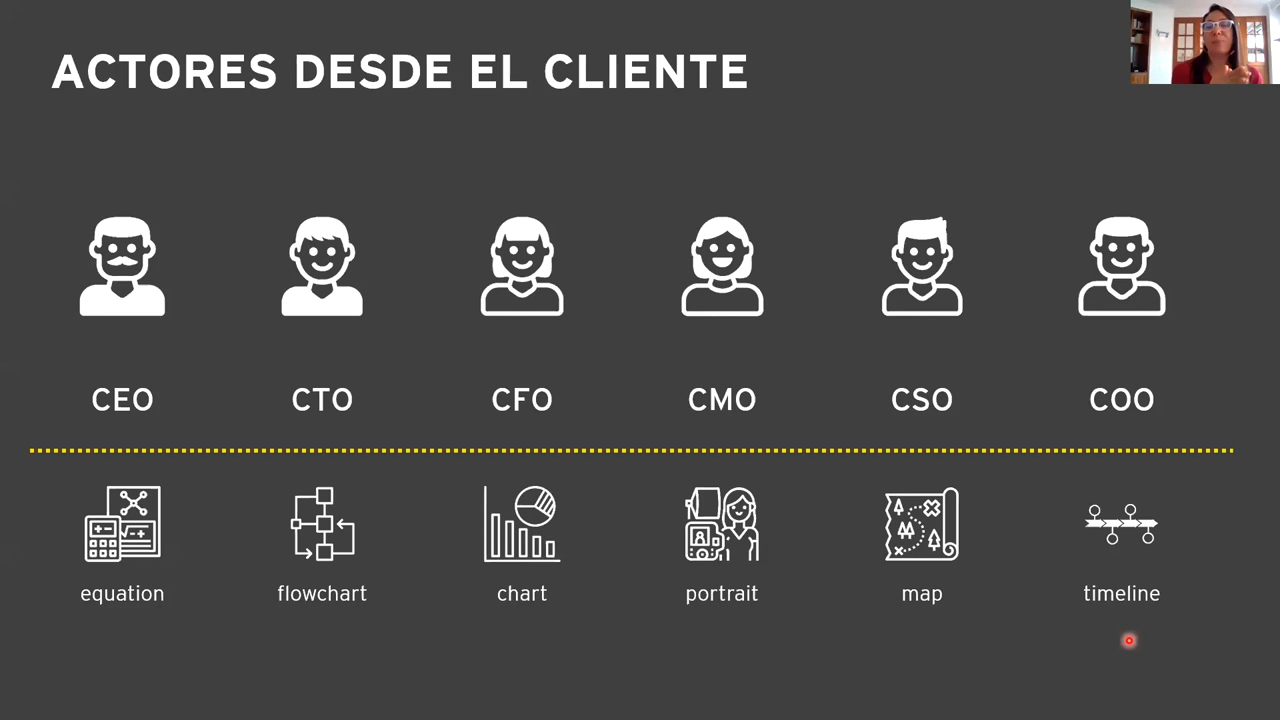 ACTORES DESDE EL CLIENTE
CEO CTO CFO CMO CSO COO
equation flowchart chart portrait map timeline